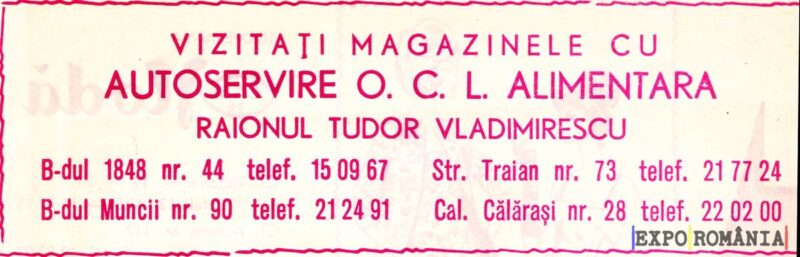 VIZITAȚI MAGAZINELE CU
AUTOSERVIRE O. C. L. ALIMENTARA
RAIONUL TUDOR VLADIMIRESCU
B-dul 1848 nr. 44 telef. 15 09 67 Str. Traian nr. 73 telef. 21 77 24
B-dul Muncii nr. 90 telef. 21 24 91 Cal. Călărași nr. 28 telef. 22 02 00
EXPO ROMÂNIA